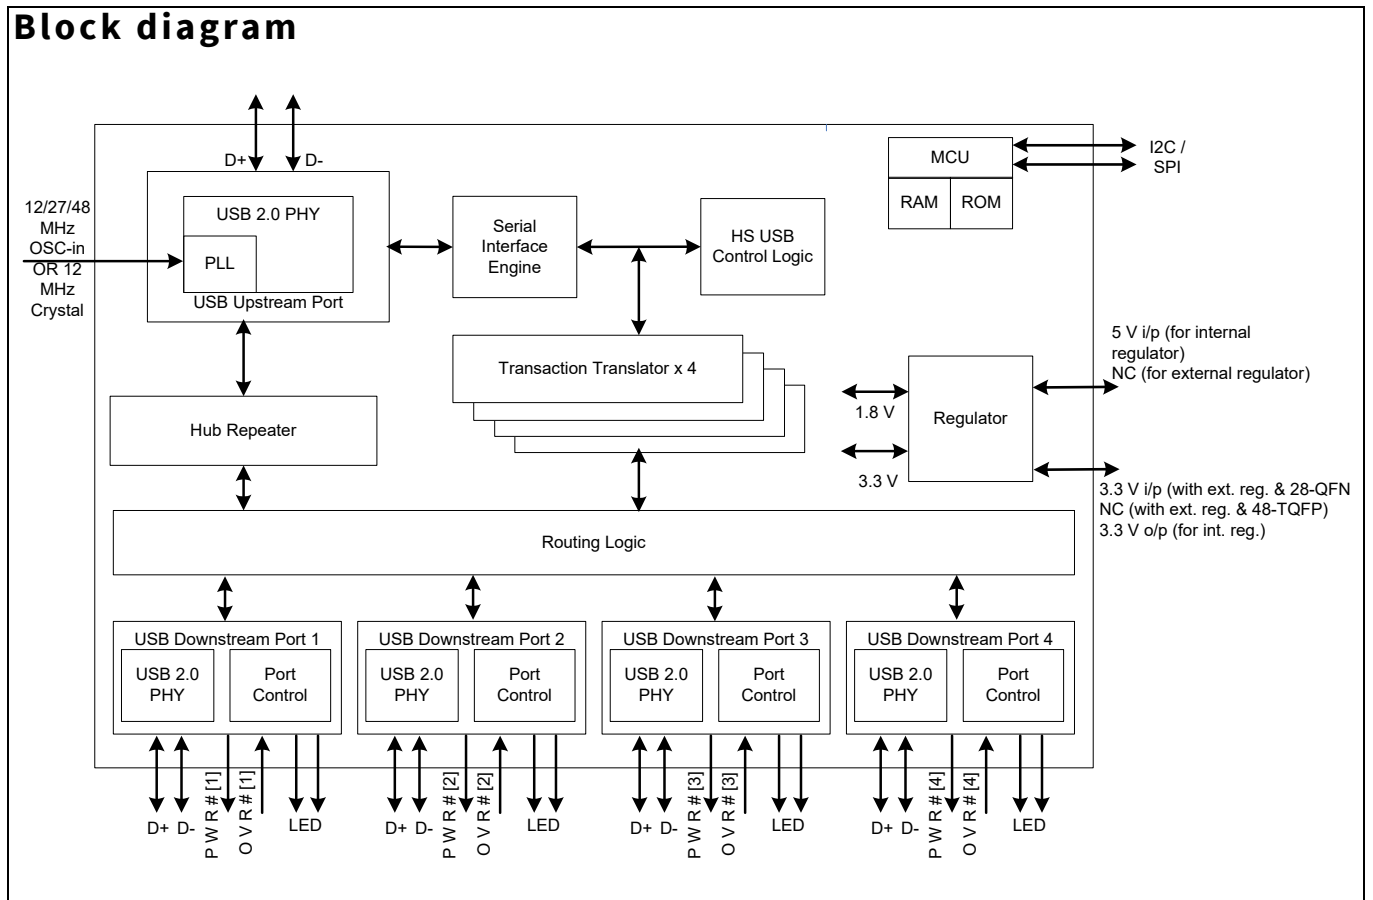 Block diagram
D+
D-
12/27/48
MHz
OSC-in
OR 12
MHz
Crystal
USB 2.0 PHY
PLL
USB Upstream Port
Serial
Interface
Engine
HS USB
Control Logic
MCU
RAM
ROM
I2C /
SPI
Transaction Translator x 4
Hub Repeater
1.8 V
3.3 V
Regulator
5 V i/p (for internal
regulator)
NC (for external regulator)
3.3 V i/p (with ext. reg. & 28-QFN
NC (with ext. reg. & 48-TQFP)
3.3 V o/p (for int. reg.)
Routing Logic
USB Downstream Port 1
USB 2.0
PHY
Port
Control
USB Downstream Port 2
USB 2.0
PHY
Port
Control
USB Downstream Port 3
USB 2.0
PHY
Port
Control
USB Downstream Port 4
USB 2.0
PHY
Port
Control
D+
D-
PWR#[1]
OVR#[1]
LED
D+
D-
PWR#[2]
OVR#[2]
LED
D+
D-
PWR#[3]
OVR#[3]
LED
D+
D-
PWR#[4]
OVR#[4]
LED